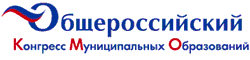 Общероссийский
Конгресс Муниципальных Образований